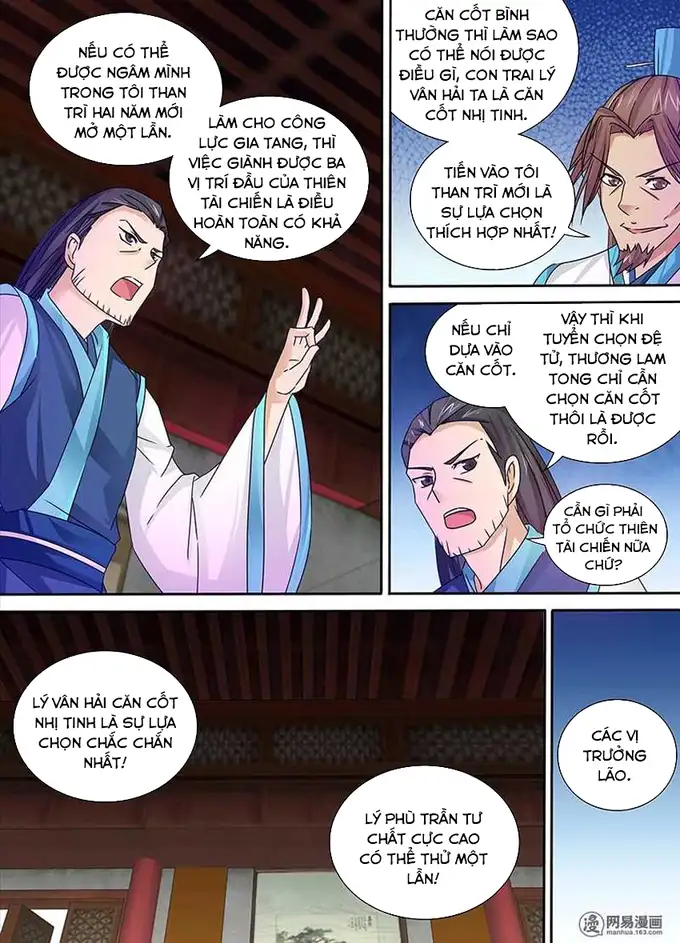 NẾU CÓ THỂ
ĐƯỢC NGÂM MÌNH
TRONG TÔI THAN
TRÌ HAI NĂM MỚI
MỞ MỘT LẦN.
LÀM CHO CÔNG
LỰC GIA TANG, THÌ
VIỆC GIÀNH ĐƯỢC BA
VỊ TRÍ ĐẦU CỦA THIÊN
TÀI CHIẾN LÀ ĐIỀU
HOÀN TOÀN CÓ KHẢ
NĂNG.
CĂN CỐT BÌNH
THƯỜNG THÌ LÀM SAO
CÓ THỂ NÓI ĐƯỢC
ĐIỀU GÌ, CON TRAI LÝ
VÂN HẢI TA LÀ CĂN
CỐT NHỊ TINH.
TIẾN VÀO TÔI
THAN TRÌ MỚI LÀ
SỰ LỰA CHỌN
THÍCH HỢP NHẤT!
NẾU CHỈ
DỰA VÀO
CĂN CỐT.
VẬY THÌ KHI
TUYỂN CHỌN ĐỆ
TỬ, THƯƠNG LAM
TONG CHỈ CẦN
CHỌN CĂN CỐT
THÔI LÀ ĐƯỢC
RỒI.
CẦN GÌ PHẢI
TỔ CHỨC THIÊN
TÀI CHIẾN NỮA
CHỨ?
LÝ VÂN HẢI CĂN CỐT
NHỊ TINH LÀ SỰ LỰA
CHỌN CHẮC CHẮN
NHẤT!
LÝ PHÙ TRẦN TƯ
CHẤT CỰC CAO
CÓ THỂ THỬ MỘT
LẦN!
CÁC VỊ
TRƯỞNG
LÃO.
网易漫画
manhua.163.com